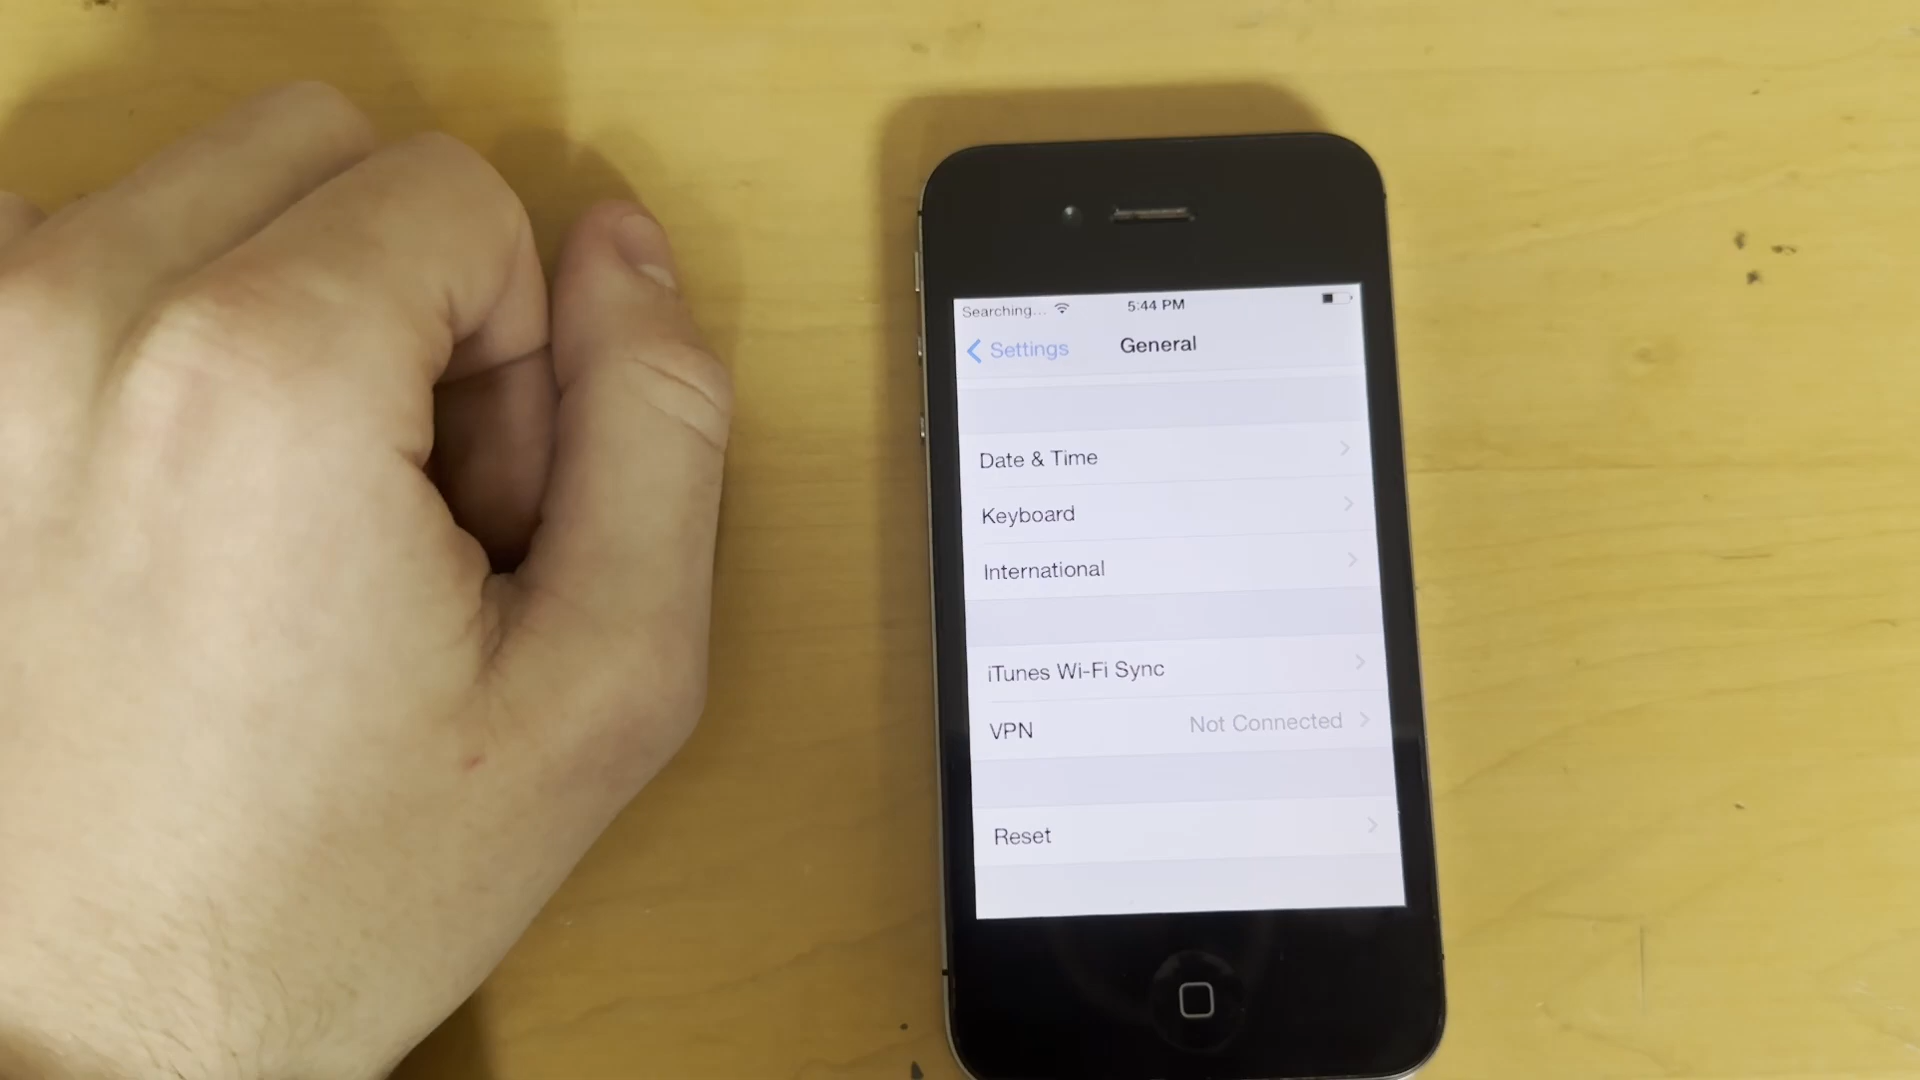 Searching... 5:44 PM
Settings General
Date & Time
Keyboard
International
iTunes Wi-Fi Sync
VPN Not Connected
Reset